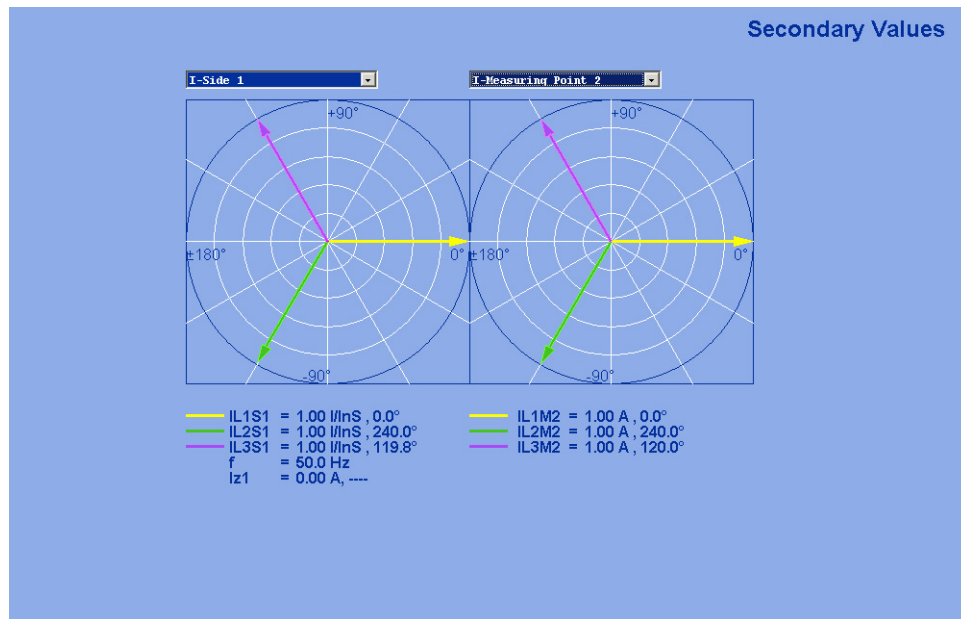 Secondary Values
I-Side 1
I-Measuring Point 2
+90°
+90°
±180°
0°
±180°
0°
-90°
-90°
IL1S1 = 1.00 I/InS , 0.0°
IL2S1 = 1.00 I/InS , 240.0°
IL3S1 = 1.00 I/InS , 119.8°
f = 50.0 Hz
Iz1 = 0.00 A, ----
IL1M2 = 1.00 A , 0.0°
IL2M2 = 1.00 A , 240.0°
IL3M2 = 1.00 A , 120.0°